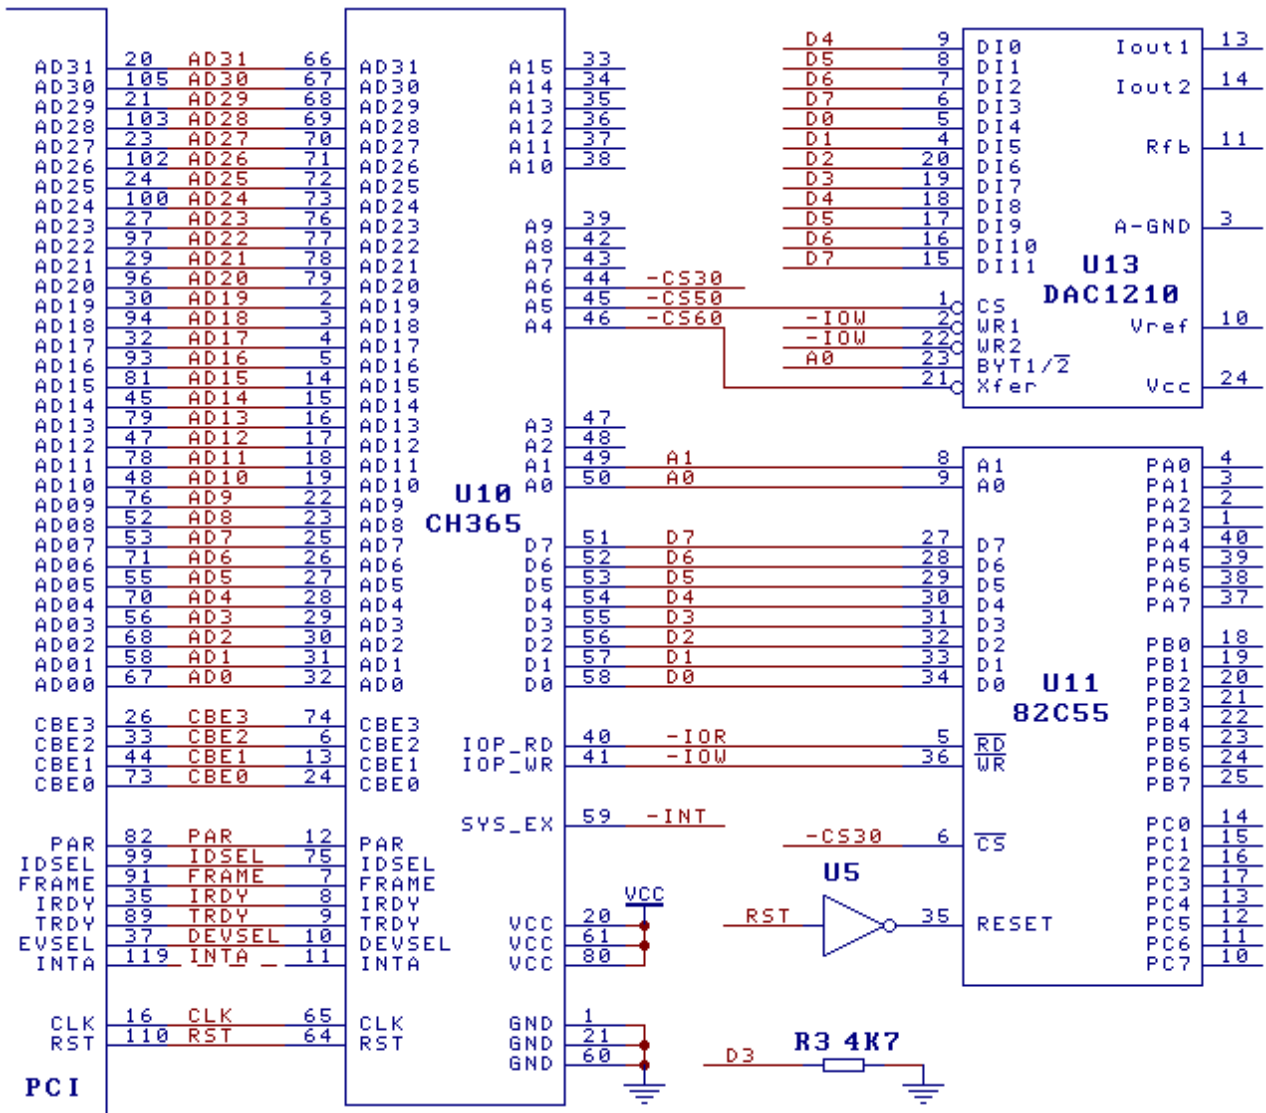 AD31 20 AD31 66 AD31 A15 33
AD30 105 AD30 67 AD30 A14 34
AD29 21 AD29 68 AD29 A13 35
AD28 103 AD28 69 AD28 A12 36
AD27 23 AD27 70 AD27 A11 37
AD26 102 AD26 71 AD26 A10 38
AD25 24 AD25 72 AD25
AD24 100 AD24 73 AD24
AD23 27 AD23 76 AD23 A9 39
AD22 97 AD22 77 AD22 A8 42
AD21 29 AD21 78 AD21 A7 43
AD20 96 AD20 79 AD20 A6 44 -CS30
AD19 30 AD19 2 AD19 A5 45 -CS50
AD18 94 AD18 3 AD18 A4 46 -CS60
AD17 32 AD17 4 AD17
AD16 93 AD16 5 AD16
AD15 81 AD15 14 AD15
AD14 45 AD14 15 AD14
AD13 79 AD13 16 AD13 A3 47
AD12 47 AD12 17 AD12 A2 48
AD11 78 AD11 18 AD11 A1 49 A1 8 A1
AD10 48 AD10 19 AD10 A0 50 A0 9 A0
AD09 76 AD9 22 AD9
AD08 52 AD8 23 AD8
AD07 53 AD7 25 AD7 D7 51 D7 27 D7
AD06 71 AD6 26 AD6 D6 52 D6 28 D6
AD05 55 AD5 27 AD5 D5 53 D5 29 D5
AD04 70 AD4 28 AD4 D4 54 D4 30 D4
AD03 56 AD3 29 AD3 D3 55 D3 31 D3
AD02 68 AD2 30 AD2 D2 56 D2 32 D2
AD01 58 AD1 31 AD1 D1 57 D1 33 D1
AD00 67 AD0 32 AD0 D0 58 D0 34 D0
CBE3 26 CBE3 74 CBE3
CBE2 33 CBE2 6 CBE2 IOP_RD 40 -IOR 5 RD
CBE1 44 CBE1 13 CBE1 IOP_WR 41 -IOW 36 WR
CBE0 73 CBE0 24 CBE0
SYS_EX 59 -INT
PAR 82 PAR 12 PAR
IDSEL 99 IDSEL 75 IDSEL
FRAME 91 FRAME 7 FRAME
IRDY 35 IRDY 8 IRDY
TRDY 89 TRDY 9 TRDY
EVSEL 37 DEVSEL 10 DEVSEL
INTA 119 INTA 11 INTA
CLK 16 CLK 65 CLK
RST 110 RST 64 RST
PCI
U10
CH365
VCC
VCC 20
VCC 61
VCC 80
GND 1
GND 21
GND 60
D4 9 DI0 Iout1 13
D5 8 DI1
D6 7 DI2 Iout2 14
D7 6 DI3
D0 5 DI4
D1 4 DI5 Rfb 11
D2 20 DI6
D3 19 DI7
D4 18 DI8
D5 17 DI9 A-GND 3
D6 16 DI10
D7 15 DI11
U13
DAC1210
1 CS
-IOW 2 WR1 Vref 10
-IOW 22 WR2
A0 23 BYT1/2
21 Xfer Vcc 24
PA0 4
PA1 3
PA2 2
PA3 1
PA4 40
PA5 39
PA6 38
PA7 37
PB0 18
PB1 19
PB2 20
PB3 21
PB4 22
PB5 23
PB6 24
PB7 25
U11
82C55
PC0 14
-CS30 6 CS PC1 15
PC2 16
PC3 17
PC4 13
PC5 12
PC6 11
PC7 10
U5
RST 35 RESET
R3 4K7
D3